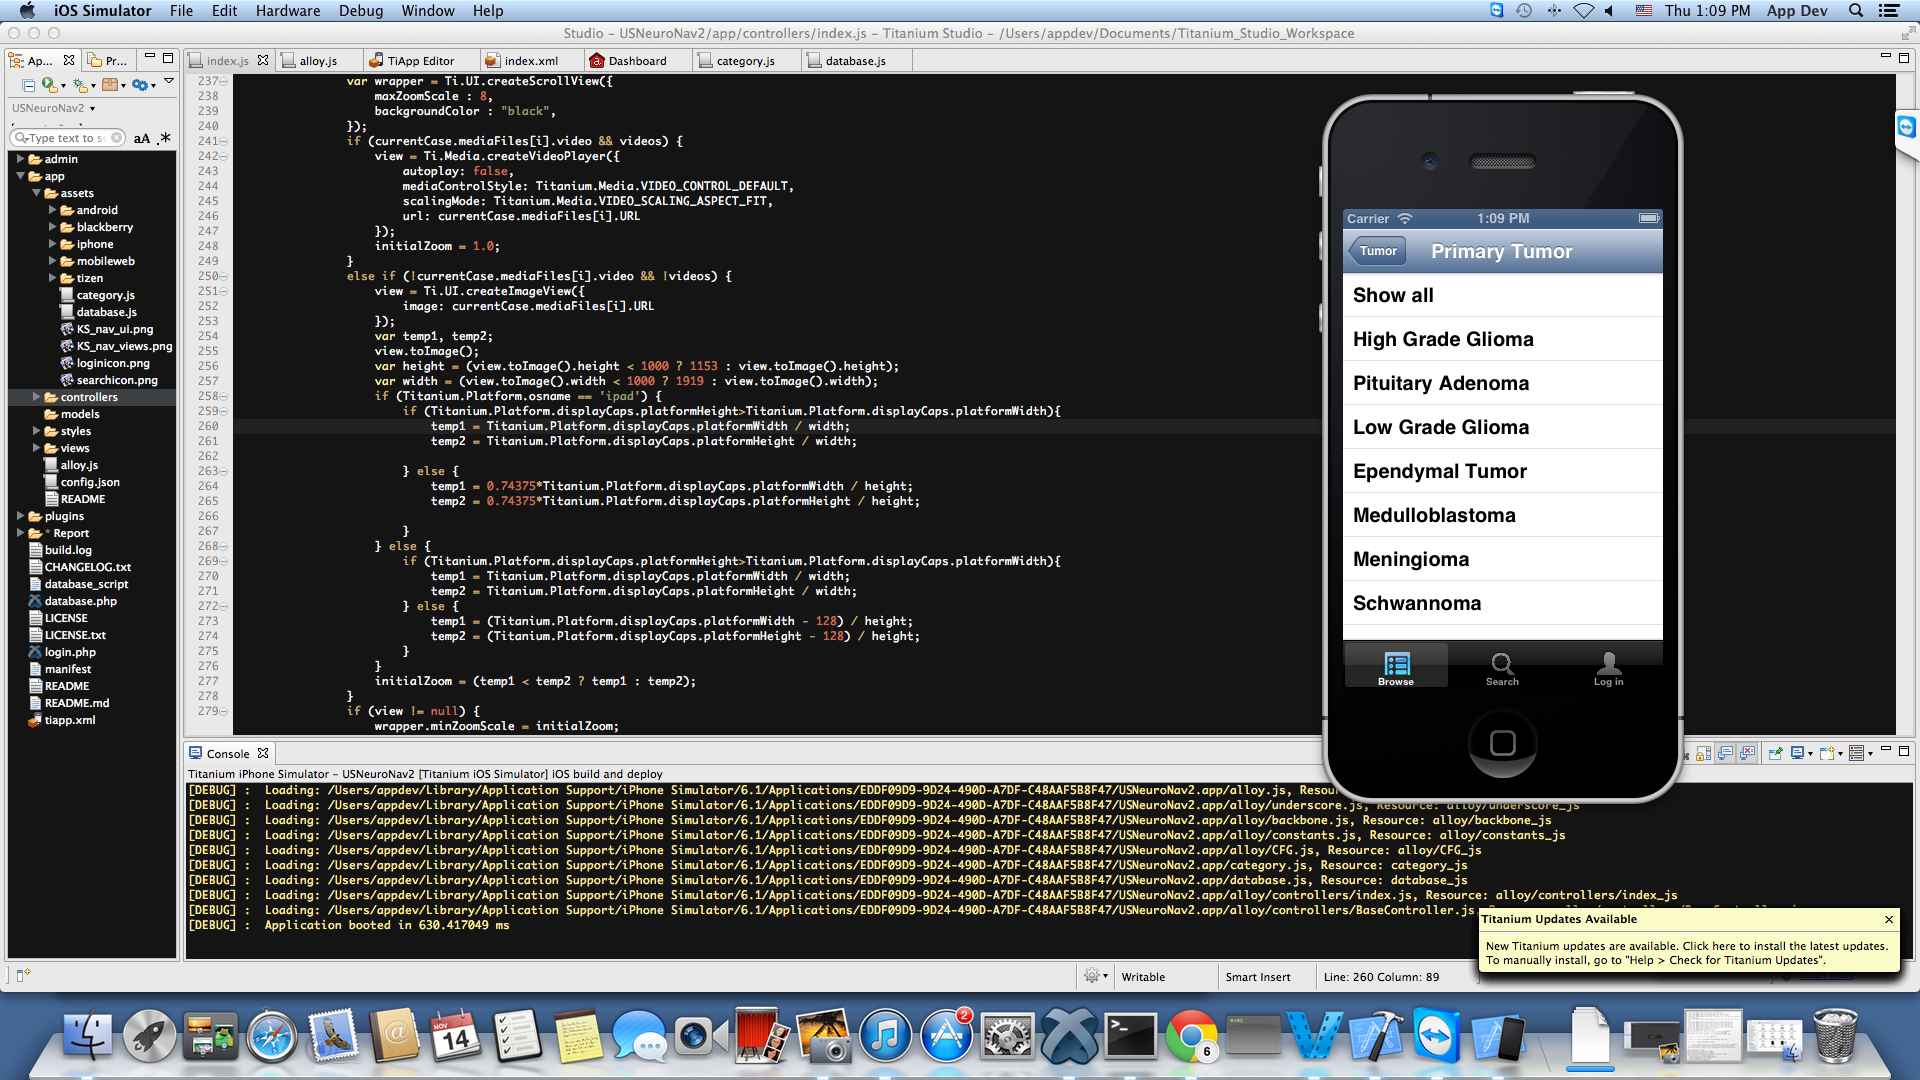 iOS Simulator File Edit Hardware Debug Window Help Thu 1:09 PM App Dev
Studio – USNeuroNav2/app/controllers/index.js – Titanium Studio – /Users/appdev/Documents/Titanium_Studio_Workspace
Ap... Pr...
index.js alloy.js TiApp Editor index.xml Dashboard category.js database.js
USNeuroNav2
Type text to s aA .*
admin
app
assets
android
blackberry
iphone
mobileweb
tizen
category.js
database.js
KS_nav_ui.png
KS_nav_views.png
loginicon.png
searchicon.png
controllers
models
styles
views
alloy.js
config.json
README
plugins
* Report
build.log
CHANGELOG.txt
database_script
database.php
LICENSE
LICENSE.txt
login.php
manifest
README
README.md
tiapp.xml
237 var wrapper = Ti.UI.createScrollView({
238 maxZoomScale : 8,
239 backgroundColor : "black",
240 });
241 if (currentCase.mediaFiles[i].video && videos) {
242 view = Ti.Media.createVideoPlayer({
243 autoplay: false,
244 mediaControlStyle: Titanium.Media.VIDEO_CONTROL_DEFAULT,
245 scalingMode: Titanium.Media.VIDEO_SCALING_ASPECT_FIT,
246 url: currentCase.mediaFiles[i].URL
247 });
248 initialZoom = 1.0;
249 }
250 else if (!currentCase.mediaFiles[i].video && !videos) {
251 view = Ti.UI.createImageView({
252 image: currentCase.mediaFiles[i].URL
253 });
254 var temp1, temp2;
255 view.toImage();
256 var height = (view.toImage().height < 1000 ? 1153 : view.toImage().height);
257 var width = (view.toImage().width < 1000 ? 1919 : view.toImage().width);
258 if (Titanium.Platform.osname == 'ipad') {
259 if (Titanium.Platform.displayCaps.platformHeight>Titanium.Platform.displayCaps.platformWidth){
260 temp1 = Titanium.Platform.displayCaps.platformWidth / width;
261 temp2 = Titanium.Platform.displayCaps.platformHeight / width;
262
263 } else {
264 temp1 = 0.74375*Titanium.Platform.displayCaps.platformWidth / height;
265 temp2 = 0.74375*Titanium.Platform.displayCaps.platformHeight / height;
266
267 }
268 } else {
269 if (Titanium.Platform.displayCaps.platformHeight>Titanium.Platform.displayCaps.platformWidth){
270 temp1 = Titanium.Platform.displayCaps.platformWidth / width;
271 temp2 = Titanium.Platform.displayCaps.platformHeight / width;
272 } else {
273 temp1 = (Titanium.Platform.displayCaps.platformWidth - 128) / height;
274 temp2 = (Titanium.Platform.displayCaps.platformHeight - 128) / height;
275 }
276 }
277 initialZoom = (temp1 < temp2 ? temp1 : temp2);
278 }
279 if (view != null) {
wrapper.minZoomScale = initialZoom;
Carrier 1:09 PM
Tumor Primary Tumor
Show all
High Grade Glioma
Pituitary Adenoma
Low Grade Glioma
Ependymal Tumor
Medulloblastoma
Meningioma
Schwannoma
Browse Search Log in
Console
Titanium iPhone Simulator – USNeuroNav2 [Titanium iOS Simulator] iOS build and deploy
[DEBUG] : Loading: /Users/appdev/Library/Application Support/iPhone Simulator/6.1/Applications/EDDF09D9-9D24-490D-A7DF-C48AAF5B8F47/USNeuroNav2.app/alloy.js, Resou
[DEBUG] : Loading: /Users/appdev/Library/Application Support/iPhone Simulator/6.1/Applications/EDDF09D9-9D24-490D-A7DF-C48AAF5B8F47/USNeuroNav2.app/alloy/underscore.js, Resource: alloy/underscore_js
[DEBUG] : Loading: /Users/appdev/Library/Application Support/iPhone Simulator/6.1/Applications/EDDF09D9-9D24-490D-A7DF-C48AAF5B8F47/USNeuroNav2.app/alloy/backbone.js, Resource: alloy/backbone_js
[DEBUG] : Loading: /Users/appdev/Library/Application Support/iPhone Simulator/6.1/Applications/EDDF09D9-9D24-490D-A7DF-C48AAF5B8F47/USNeuroNav2.app/alloy/constants.js, Resource: alloy/constants_js
[DEBUG] : Loading: /Users/appdev/Library/Application Support/iPhone Simulator/6.1/Applications/EDDF09D9-9D24-490D-A7DF-C48AAF5B8F47/USNeuroNav2.app/alloy/CFG.js, Resource: alloy/CFG_js
[DEBUG] : Loading: /Users/appdev/Library/Application Support/iPhone Simulator/6.1/Applications/EDDF09D9-9D24-490D-A7DF-C48AAF5B8F47/USNeuroNav2.app/category.js, Resource: category_js
[DEBUG] : Loading: /Users/appdev/Library/Application Support/iPhone Simulator/6.1/Applications/EDDF09D9-9D24-490D-A7DF-C48AAF5B8F47/USNeuroNav2.app/database.js, Resource: database_js
[DEBUG] : Loading: /Users/appdev/Library/Application Support/iPhone Simulator/6.1/Applications/EDDF09D9-9D24-490D-A7DF-C48AAF5B8F47/USNeuroNav2.app/alloy/controllers/index.js, Resource: alloy/controllers/index_js
[DEBUG] : Loading: /Users/appdev/Library/Application Support/iPhone Simulator/6.1/Applications/EDDF09D9-9D24-490D-A7DF-C48AAF5B8F47/USNeuroNav2.app/alloy/controllers/BaseController.js,
[DEBUG] : Application booted in 630.417049 ms
Titanium Updates Available
New Titanium updates are available. Click here to install the latest updates.
To manually install, go to "Help > Check for Titanium Updates".
Writable Smart Insert Line: 260 Column: 89
NOV
14
2
6